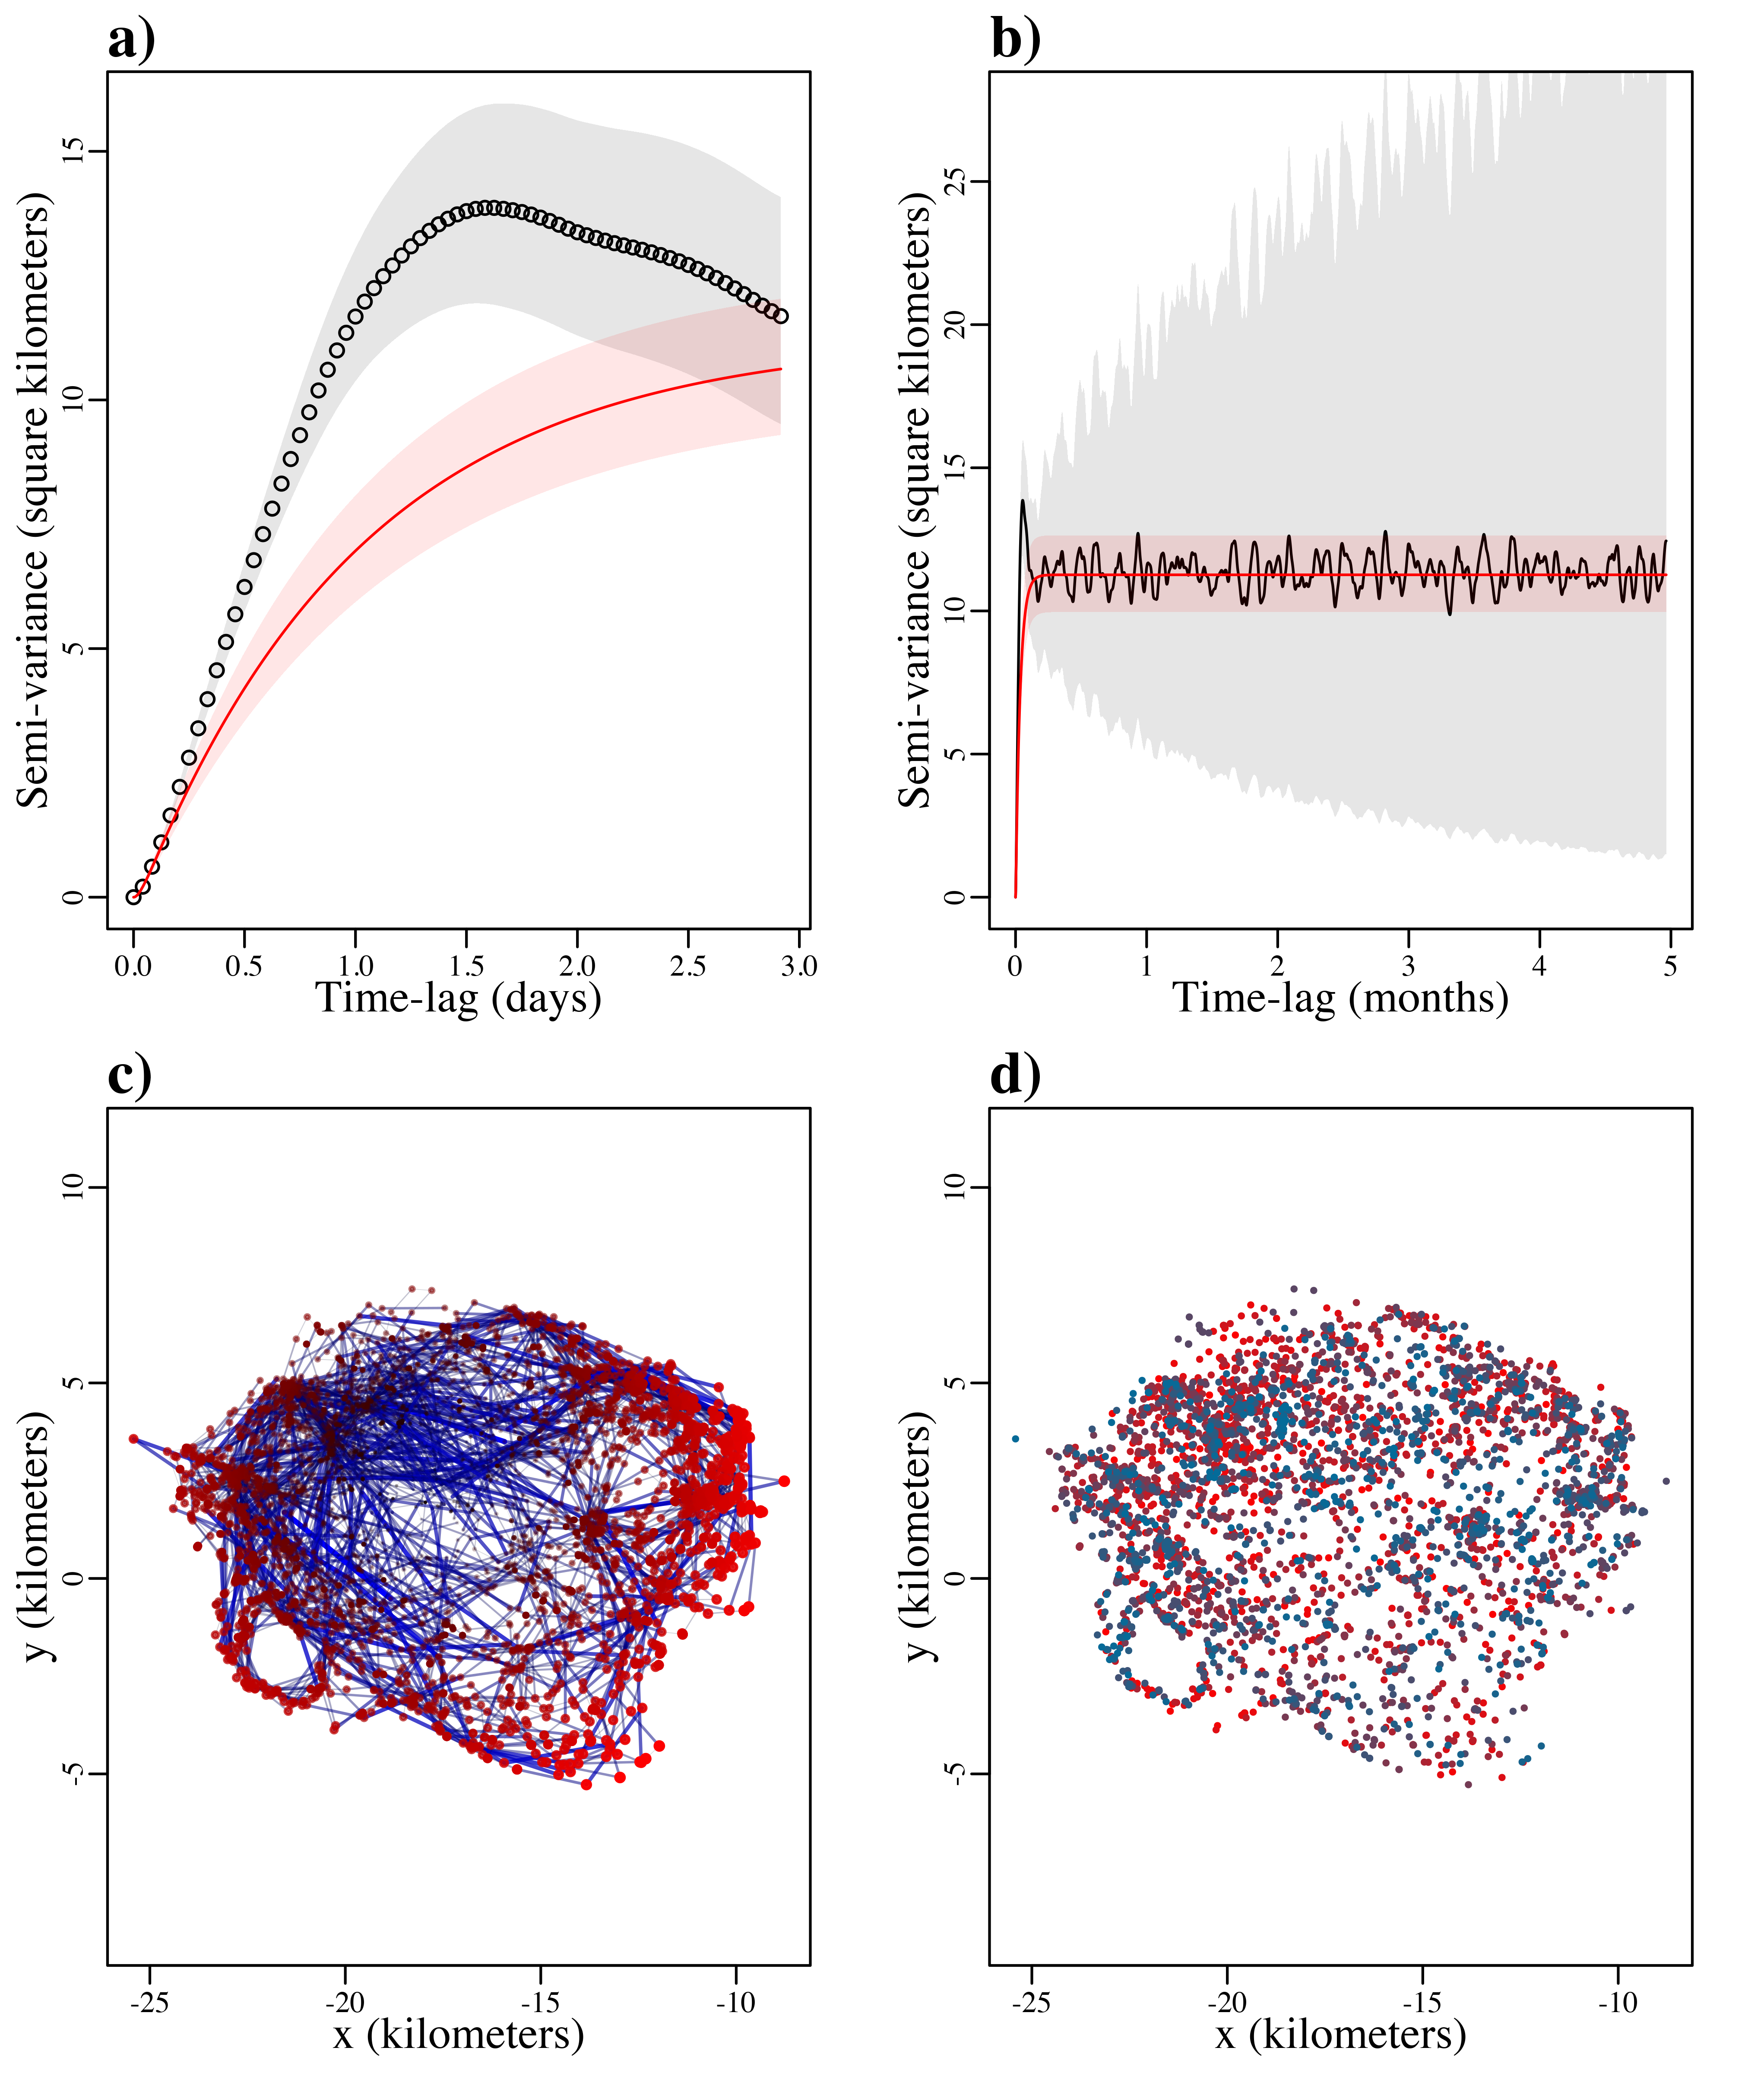 a)
Semi-variance (square kilometers)
15
10
5
0
0.0 0.5 1.0 1.5 2.0 2.5 3.0
Time-lag (days)
b)
Semi-variance (square kilometers)
25
20
15
10
5
0
0 1 2 3 4 5
Time-lag (months)
c)
y (kilometers)
10
5
0
-5
-25 -20 -15 -10
x (kilometers)
d)
y (kilometers)
10
5
0
-5
-25 -20 -15 -10
x (kilometers)